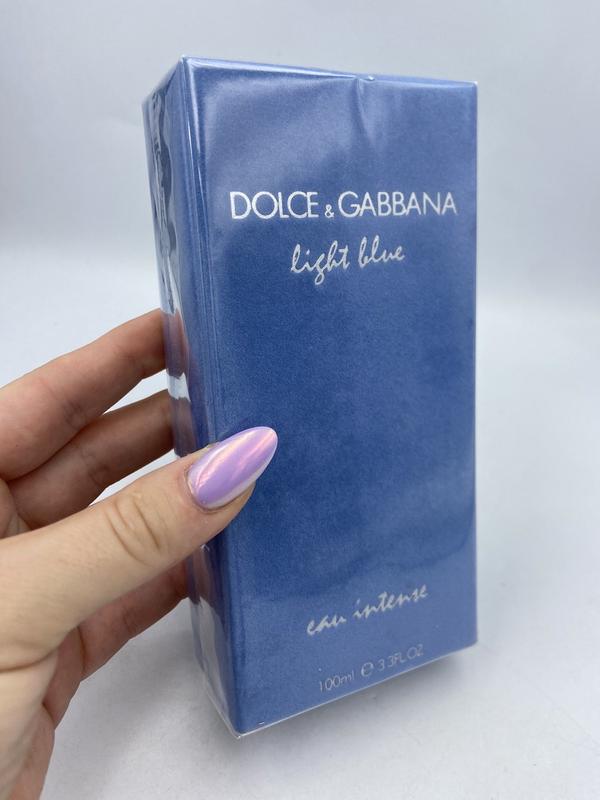 DOLCE & GABBANA
light blue
eau intense
100ml ℮ 3.3FL.OZ